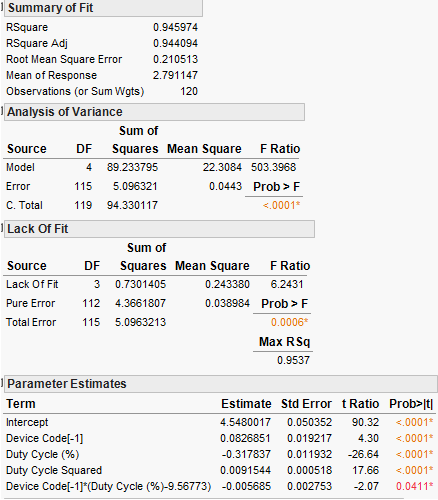 Summary of Fit
RSquare 0.945974
RSquare Adj 0.944094
Root Mean Square Error 0.210513
Mean of Response 2.791147
Observations (or Sum Wgts) 120
Analysis of Variance
Sum of
Source DF Squares Mean Square F Ratio
Model 4 89.233795 22.3084 503.3968
Error 115 5.096321 0.0443 Prob > F
C. Total 119 94.330117 <.0001*
Lack Of Fit
Sum of
Source DF Squares Mean Square F Ratio
Lack Of Fit 3 0.7301405 0.243380 6.2431
Pure Error 112 4.3661807 0.038984 Prob > F
Total Error 115 5.0963213 0.0006*
Max RSq
0.9537
Parameter Estimates
Term Estimate Std Error t Ratio Prob>|t|
Intercept 4.5480017 0.050352 90.32 <.0001*
Device Code[-1] 0.0826851 0.019217 4.30 <.0001*
Duty Cycle (%) -0.317837 0.011932 -26.64 <.0001*
Duty Cycle Squared 0.0091544 0.000518 17.66 <.0001*
Device Code[-1]*(Duty Cycle (%)-9.56773) -0.005685 0.002753 -2.07 0.0411*